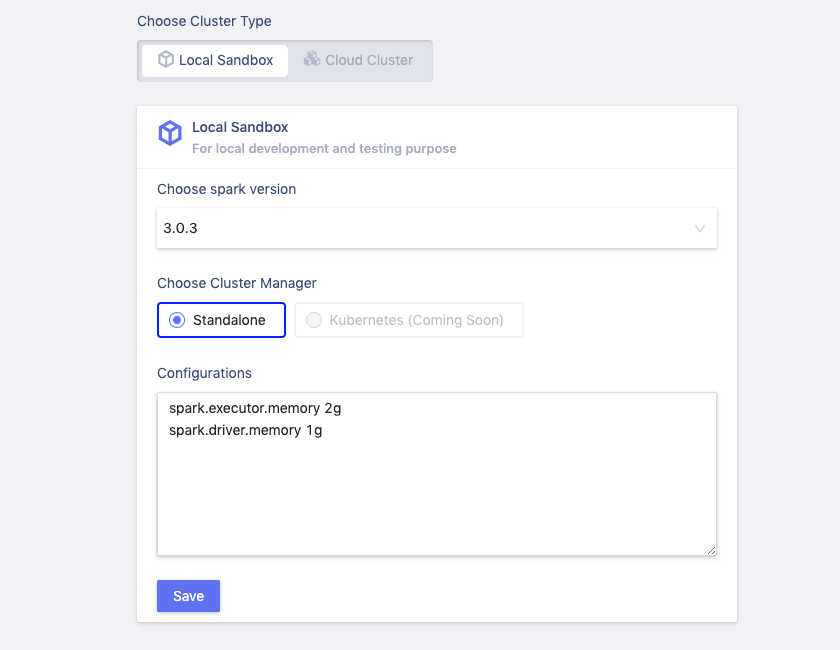 Choose Cluster Type
Local Sandbox Cloud Cluster
Local Sandbox
For local development and testing purpose
Choose spark version
3.0.3
Choose Cluster Manager
Standalone Kubernetes (Coming Soon)
Configurations
spark.executor.memory 2g
spark.driver.memory 1g
Save